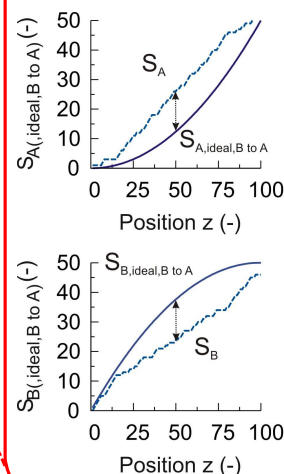 S_A(,ideal,B to A) (-)
50
40
30
20
10
0
S_A
S_A,ideal,B to A
0 25 50 75 100
Position z (-)
S_B(,ideal,B to A) (-)
50
40
30
20
10
0
S_B,ideal,B to A
S_B
0 25 50 75 100
Position z (-)